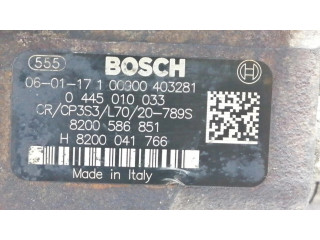 555 BOSCH
06-01-17 1 00900 403281
0 445 010 033
CR/CP3S3/L70/20-789S
8200 586 851
H 8200 041 766
Made in Italy